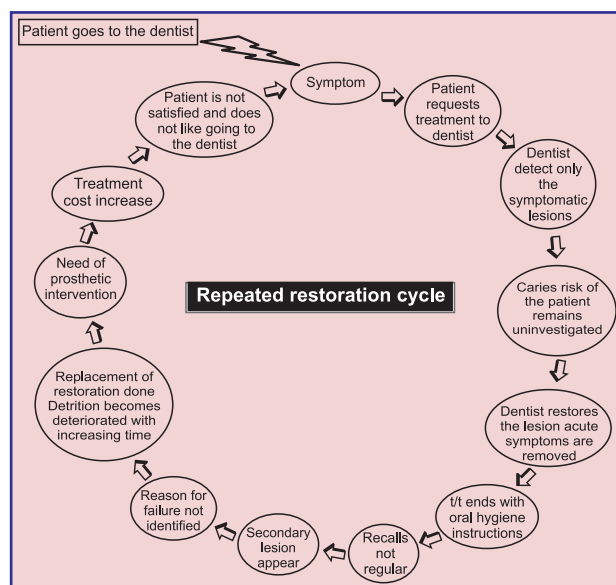 Patient goes to the dentist
Symptom
Patient
requests
treatment to
dentist
Dentist
detect only
the
symptomatic
lesions
Caries risk of
the patient
remains
uninvestigated
Dentist restores
the lesion acute
symptoms are
removed
t/t ends with
oral hygiene
instructions
Recalls
not
regular
Secondary
lesion
appear
Reason for
failure not
identified
Replacement of
restoration done
Detrition becomes
deteriorated with
increasing time
Need of
prosthetic
intervention
Treatment
cost increase
Patient is not
satisfied and does
not like going to
the dentist
Repeated restoration cycle